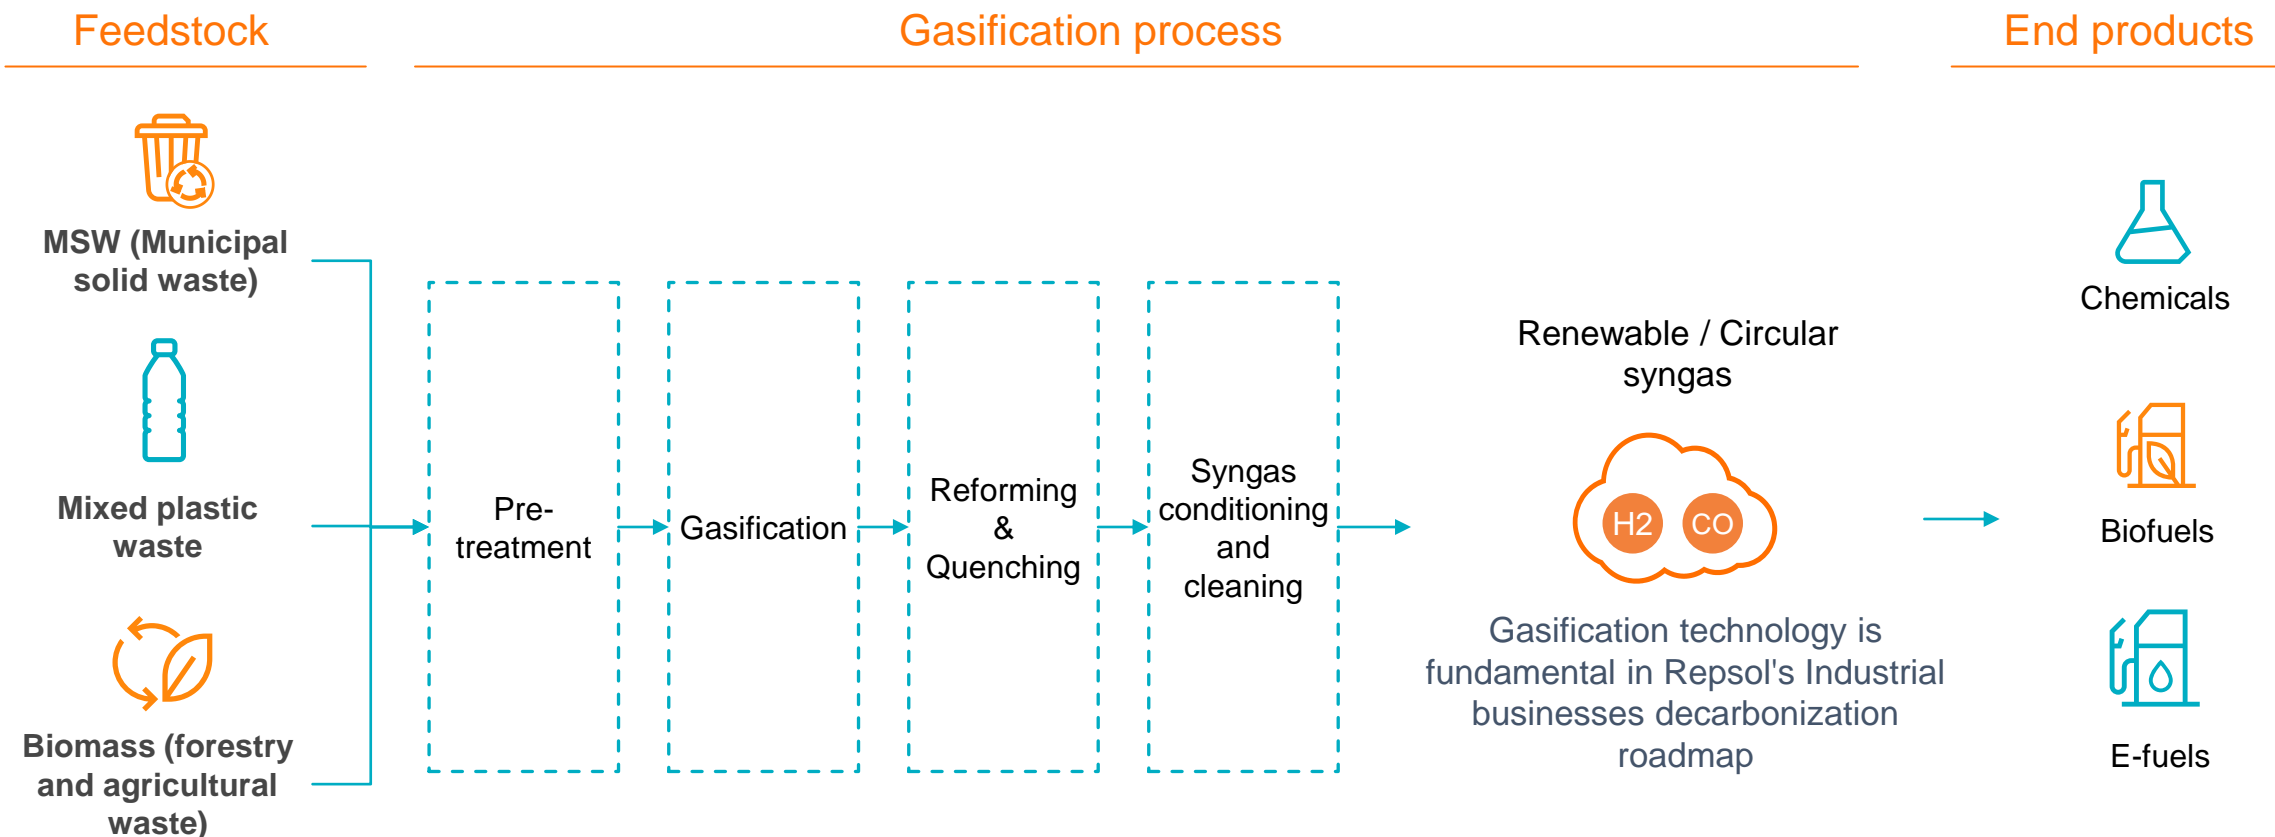 Feedstock
Gasification process
End products
MSW (Municipal
solid waste)
Mixed plastic
waste
Biomass (forestry
and agricultural
waste)
Pre-
treatment
Gasification
Reforming
&
Quenching
Syngas
conditioning
and
cleaning
Renewable / Circular
syngas
H2
CO
Gasification technology is
fundamental in Repsol's Industrial
businesses decarbonization
roadmap
Chemicals
Biofuels
E-fuels